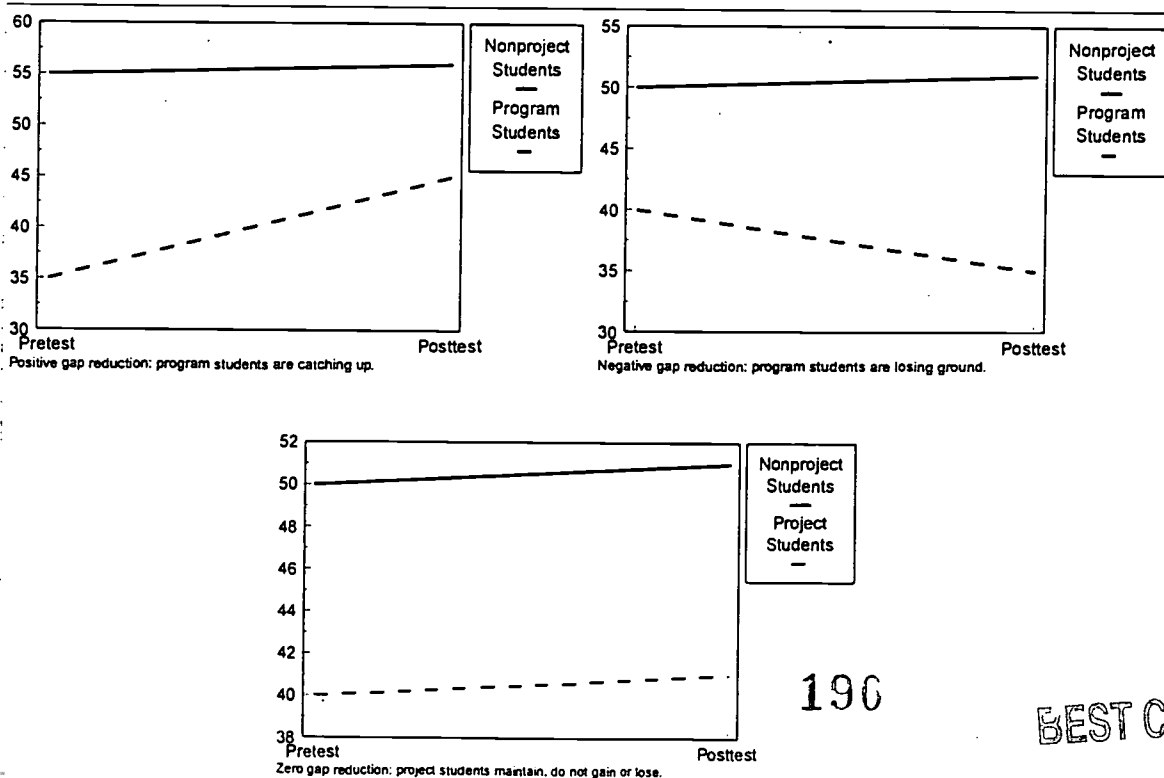 60
55
50
45
40
35
30
Pretest
Posttest
Nonproject
Students
Program
Students
Positive gap reduction: program students are catching up.
55
50
45
40
35
30
Pretest
Posttest
Nonproject
Students
Program
Students
Negative gap reduction: program students are losing ground.
52
50
48
46
44
42
40
38
Pretest
Posttest
Nonproject
Students
Project
Students
Zero gap reduction: project students maintain, do not gain or lose.
190
BEST C